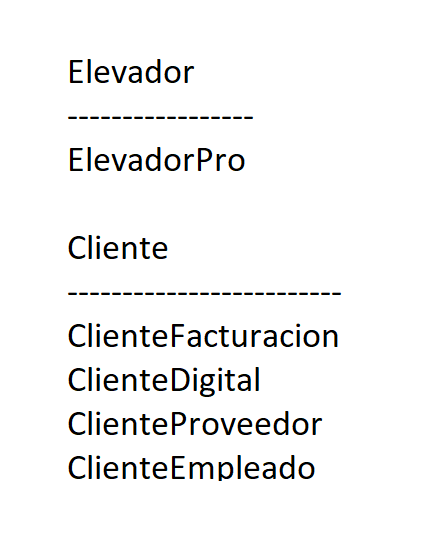 Elevador
-----------------
ElevadorPro
Cliente
-------------------------
ClienteFacturacion
ClienteDigital
ClienteProveedor
ClienteEmpleado